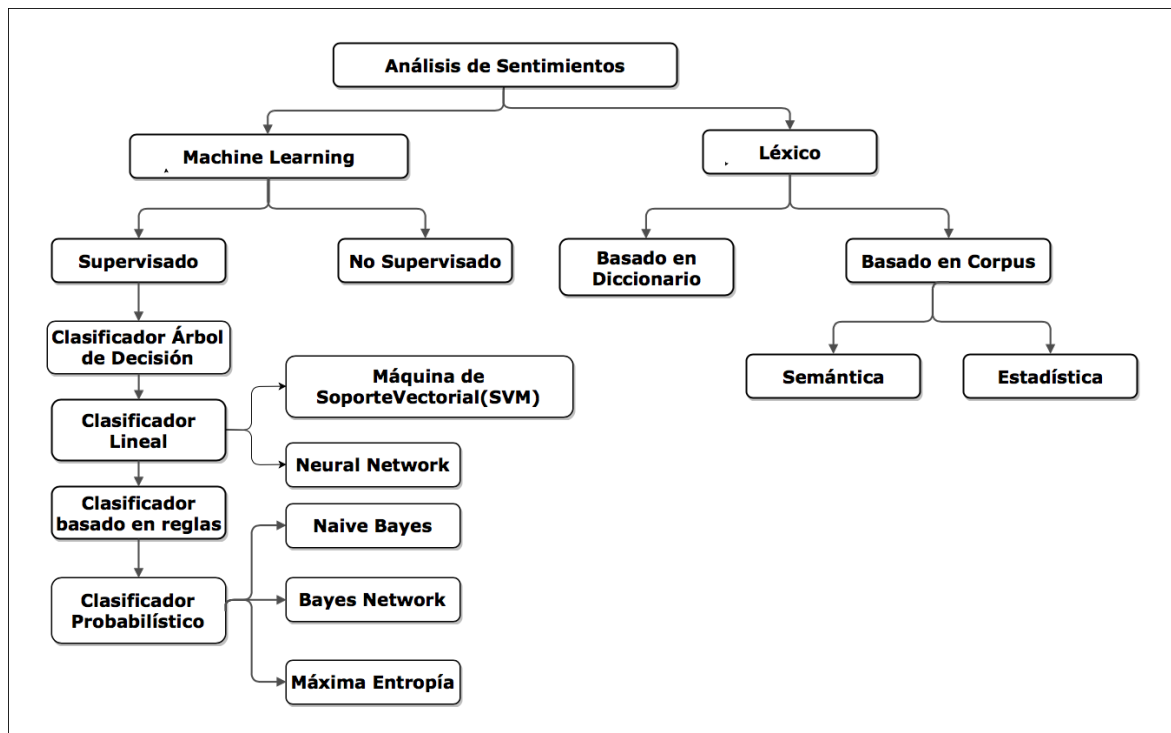 Análisis de Sentimientos
Machine Learning
Léxico
Supervisado
No Supervisado
Basado en
Diccionario
Basado en Corpus
Clasificador Árbol
de Decisión
Semántica
Estadística
Máquina de
SoporteVectorial(SVM)
Clasificador
Lineal
Neural Network
Clasificador
basado en reglas
Naive Bayes
Clasificador
Probabilístico
Bayes Network
Máxima Entropía